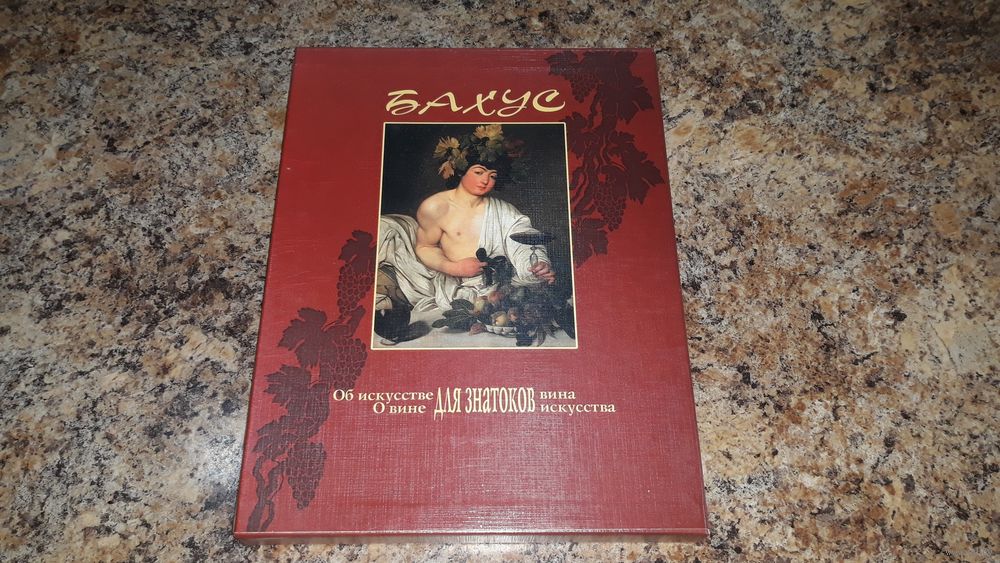 БАХУС
Об искусстве ДЛЯ ЗНАТОКОВ вина
О вине искусства